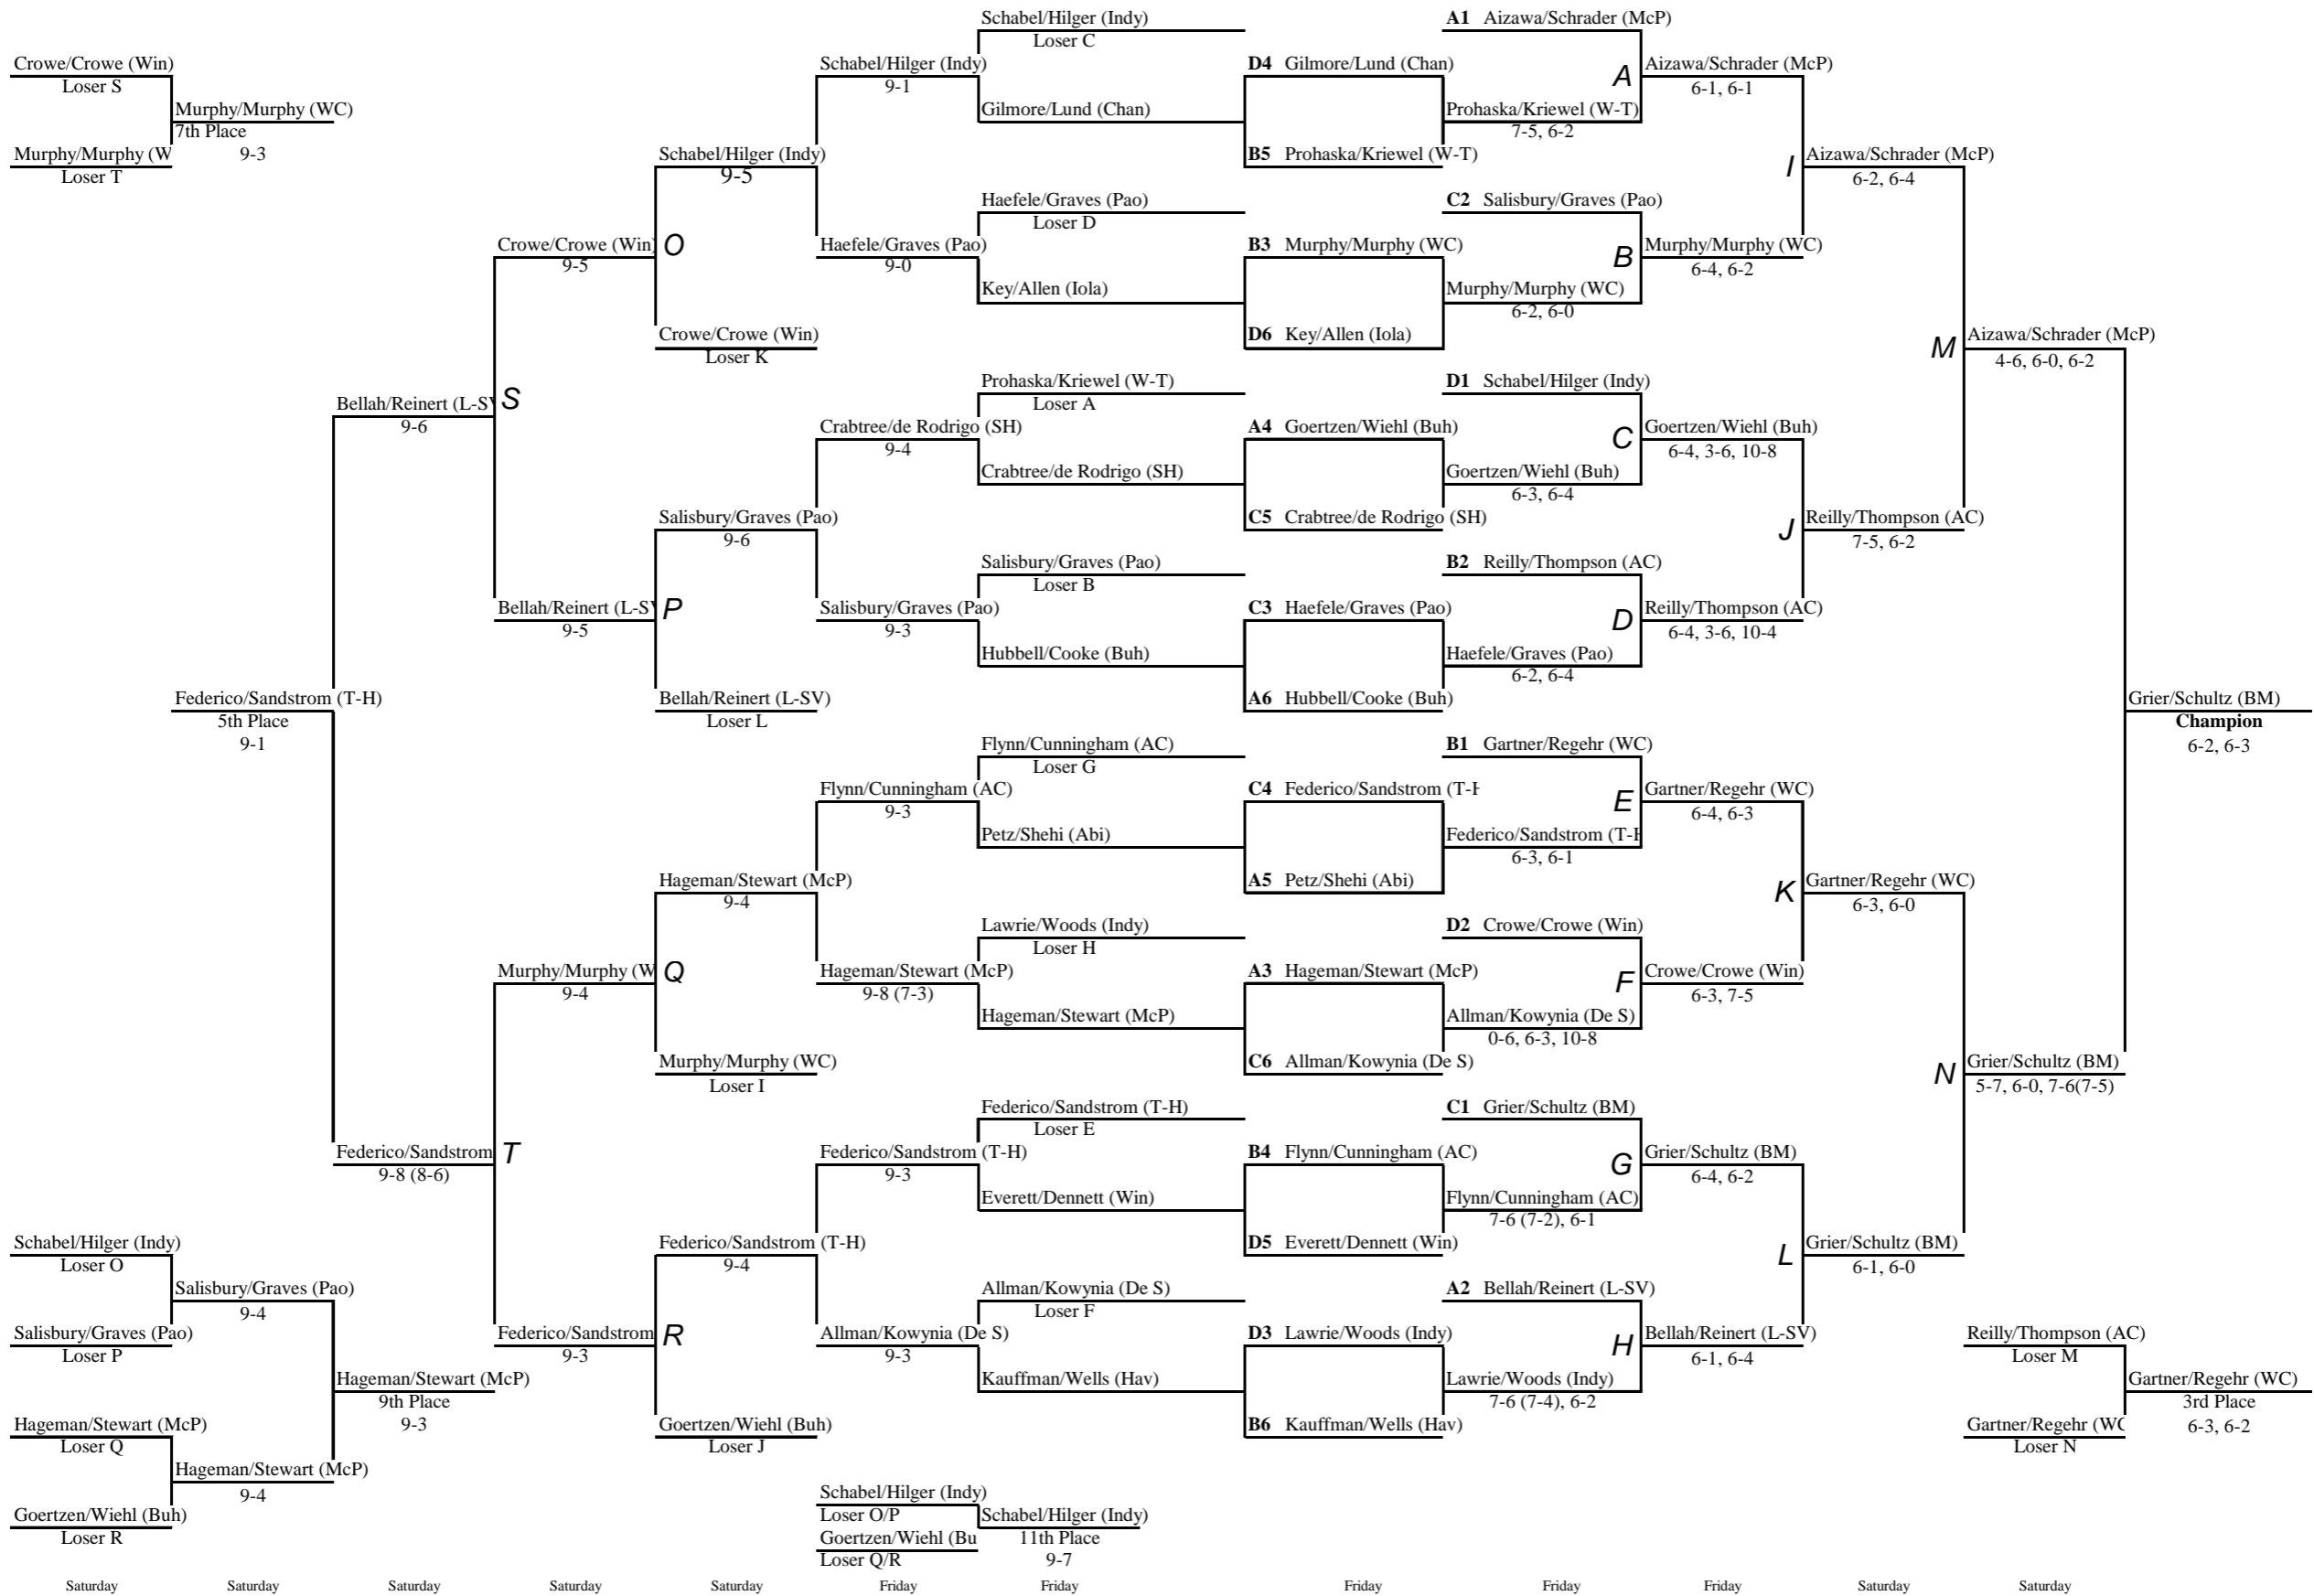 Schabel/Hilger (Indy)
Loser C
A1 Aizawa/Schrader (McP)
Crowe/Crowe (Win)
Loser S
Schabel/Hilger (Indy)
9-1
D4 Gilmore/Lund (Chan)
A
Aizawa/Schrader (McP)
6-1, 6-1
Murphy/Murphy (WC)
7th Place
9-3
Gilmore/Lund (Chan)
Prohaska/Kriewel (W-T)
7-5, 6-2
Murphy/Murphy (W
Loser T
Schabel/Hilger (Indy)
9-5
B5 Prohaska/Kriewel (W-T)
I
Aizawa/Schrader (McP)
6-2, 6-4
Haefele/Graves (Pao)
Loser D
C2 Salisbury/Graves (Pao)
Crowe/Crowe (Win)
9-5
O
Haefele/Graves (Pao)
9-0
B3 Murphy/Murphy (WC)
B
Murphy/Murphy (WC)
6-4, 6-2
Key/Allen (Iola)
Murphy/Murphy (WC)
6-2, 6-0
Crowe/Crowe (Win)
Loser K
D6 Key/Allen (Iola)
M
Aizawa/Schrader (McP)
4-6, 6-0, 6-2
Prohaska/Kriewel (W-T)
Loser A
D1 Schabel/Hilger (Indy)
Bellah/Reinert (L-SV
9-6
S
Crabtree/de Rodrigo (SH)
9-4
A4 Goertzen/Wiehl (Buh)
C
Goertzen/Wiehl (Buh)
6-4, 3-6, 10-8
Crabtree/de Rodrigo (SH)
Goertzen/Wiehl (Buh)
6-3, 6-4
Salisbury/Graves (Pao)
9-6
C5 Crabtree/de Rodrigo (SH)
J
Reilly/Thompson (AC)
7-5, 6-2
Salisbury/Graves (Pao)
Loser B
B2 Reilly/Thompson (AC)
Bellah/Reinert (L-SV
9-5
P
Salisbury/Graves (Pao)
9-3
C3 Haefele/Graves (Pao)
D
Reilly/Thompson (AC)
6-4, 3-6, 10-4
Hubbell/Cooke (Buh)
Haefele/Graves (Pao)
6-2, 6-4
Federico/Sandstrom (T-H)
5th Place
9-1
Bellah/Reinert (L-SV)
Loser L
A6 Hubbell/Cooke (Buh)
Grier/Schultz (BM)
Champion
6-2, 6-3
Flynn/Cunningham (AC)
Loser G
B1 Gartner/Regehr (WC)
Flynn/Cunningham (AC)
9-3
C4 Federico/Sandstrom (T-H
E
Gartner/Regehr (WC)
6-4, 6-3
Petz/Shehi (Abi)
Federico/Sandstrom (T-H
6-3, 6-1
Hageman/Stewart (McP)
9-4
A5 Petz/Shehi (Abi)
K
Gartner/Regehr (WC)
6-3, 6-0
Lawrie/Woods (Indy)
Loser H
D2 Crowe/Crowe (Win)
Murphy/Murphy (W
9-4
Q
Hageman/Stewart (McP)
9-8 (7-3)
A3 Hageman/Stewart (McP)
F
Crowe/Crowe (Win)
6-3, 7-5
Hageman/Stewart (McP)
Allman/Kowynia (De S)
0-6, 6-3, 10-8
Murphy/Murphy (WC)
Loser I
C6 Allman/Kowynia (De S)
N
Grier/Schultz (BM)
5-7, 6-0, 7-6(7-5)
Federico/Sandstrom (T-H)
Loser E
C1 Grier/Schultz (BM)
Federico/Sandstrom
9-8 (8-6)
T
Federico/Sandstrom (T-H)
9-3
B4 Flynn/Cunningham (AC)
G
Grier/Schultz (BM)
6-4, 6-2
Everett/Dennett (Win)
Flynn/Cunningham (AC)
7-6 (7-2), 6-1
Schabel/Hilger (Indy)
Loser O
Federico/Sandstrom (T-H)
9-4
D5 Everett/Dennett (Win)
L
Grier/Schultz (BM)
6-1, 6-0
Salisbury/Graves (Pao)
9-4
Allman/Kowynia (De S)
Loser F
A2 Bellah/Reinert (L-SV)
Salisbury/Graves (Pao)
Loser P
Federico/Sandstrom
9-3
R
Allman/Kowynia (De S)
9-3
D3 Lawrie/Woods (Indy)
H
Bellah/Reinert (L-SV)
6-1, 6-4
Reilly/Thompson (AC)
Loser M
Hageman/Stewart (McP)
9th Place
9-3
Kauffman/Wells (Hav)
Lawrie/Woods (Indy)
7-6 (7-4), 6-2
Gartner/Regehr (WC)
3rd Place
6-3, 6-2
Hageman/Stewart (McP)
Loser Q
Goertzen/Wiehl (Buh)
Loser J
B6 Kauffman/Wells (Hav)
Gartner/Regehr (WC
Loser N
Hageman/Stewart (McP)
9-4
Schabel/Hilger (Indy)
Loser O/P
Goertzen/Wiehl (Buh)
Loser R
Schabel/Hilger (Indy)
11th Place
9-7
Goertzen/Wiehl (Bu
Loser Q/R
Saturday Saturday Saturday Saturday Saturday Friday Friday Friday Friday Friday Saturday Saturday